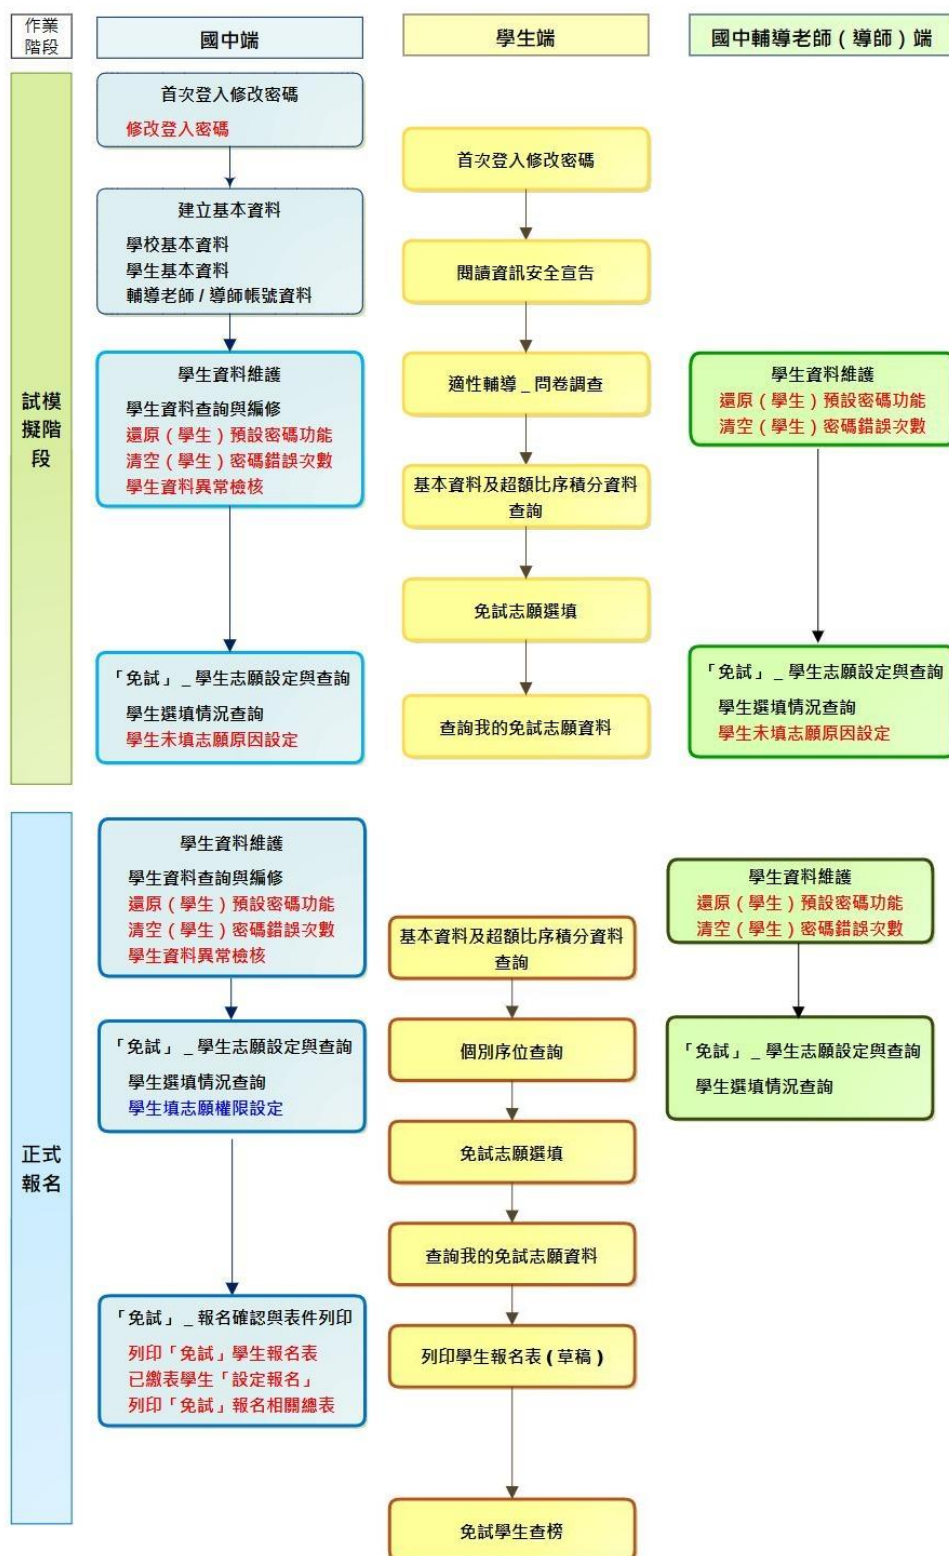 作業
階段
國中端
學生端
國中輔導老師（導師）端
試模
擬階
段
首次登入修改密碼
修改登入密碼
建立基本資料
學校基本資料
學生基本資料
輔導老師 / 導師帳號資料
學生資料維護
學生資料查詢與編修
還原（學生）預設密碼功能
清空（學生）密碼錯誤次數
學生資料異常檢核
「免試」_學生志願設定與查詢
學生選填情況查詢
學生未填志願原因設定
首次登入修改密碼
閱讀資訊安全宣告
適性輔導_問卷調查
基本資料及超額比序積分資料
查詢
免試志願選填
查詢我的免試志願資料
學生資料維護
還原（學生）預設密碼功能
清空（學生）密碼錯誤次數
「免試」_學生志願設定與查詢
學生選填情況查詢
學生未填志願原因設定
正式
報名
學生資料維護
學生資料查詢與編修
還原（學生）預設密碼功能
清空（學生）密碼錯誤次數
學生資料異常檢核
「免試」_學生志願設定與查詢
學生選填情況查詢
學生填志願權限設定
「免試」_報名確認與表件列印
列印「免試」學生報名表
已繳表學生「設定報名」
列印「免試」報名相關總表
基本資料及超額比序積分資料
查詢
個別序位查詢
免試志願選填
查詢我的免試志願資料
列印學生報名表(草稿)
免試學生查榜
學生資料維護
還原（學生）預設密碼功能
清空（學生）密碼錯誤次數
「免試」_學生志願設定與查詢
學生選填情況查詢